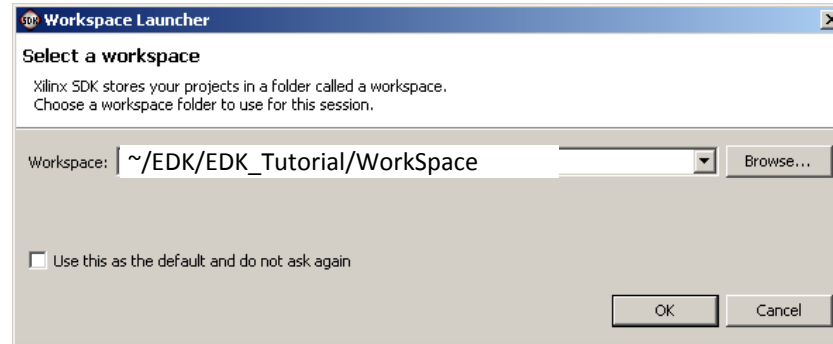 SDK Workspace Launcher
Select a workspace
Xilinx SDK stores your projects in a folder called a workspace.
Choose a workspace folder to use for this session.
Workspace: ~/EDK/EDK_Tutorial/WorkSpace Browse...
Use this as the default and do not ask again
OK Cancel